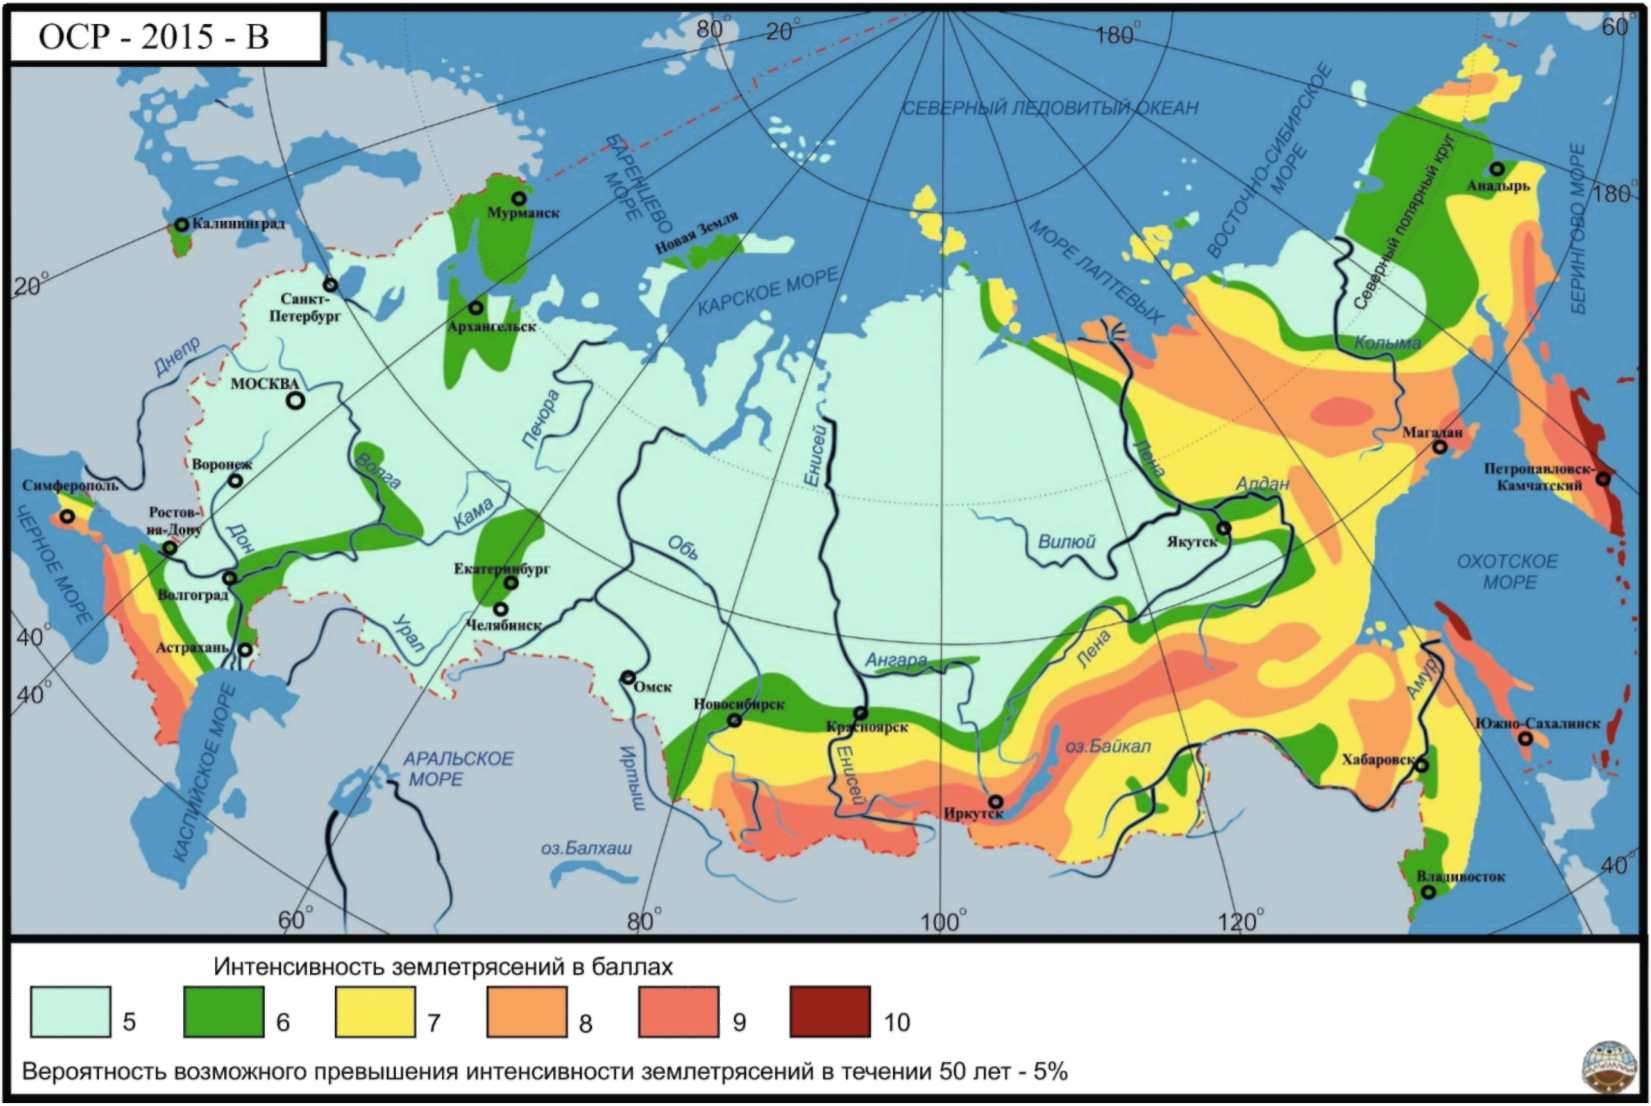 ОСР - 2015 - В
80°
20°
180°
60°
СЕВЕРНЫЙ ЛЕДОВИТЫЙ ОКЕАН
БАРЕНЦЕВО
МОРЕ
ВОСТОЧНО-СИБИРСКОЕ
МОРЕ
Северный полярный круг
БЕРИНГОВО МОРЕ
Анадырь
180°
Мурманск
Калининград
Новая Земля
МОРЕ ЛАПТЕВЫХ
КАРСКОЕ МОРЕ
20°
Санкт-
Петербург
Архангельск
Днепр
Колыма
МОСКВА
Печора
Енисей
Лена
Магадан
Воронеж
Волга
Петропавловск-
Камчатский
Симферополь
Алдан
Ростов-
на-Дону
Кама
ЧЕРНОЕ МОРЕ
Дон
Обь
Вилюй
Якутск
ОХОТСКОЕ
МОРЕ
Екатеринбург
Волгоград
40°
Урал
Челябинск
Астрахань
Лена
Ангара
Амур
40°
Омск
Новосибирск
Красноярск
Южно-Сахалинск
КАСПИЙСКОЕ МОРЕ
АРАЛЬСКОЕ
МОРЕ
Иртыш
Енисей
оз.Байкал
Хабаровск
Иркутск
оз.Балхаш
40°
Владивосток
60°
80°
100°
120°
Интенсивность землетрясений в баллах
5
6
7
8
9
10
Вероятность возможного превышения интенсивности землетрясений в течении 50 лет - 5%